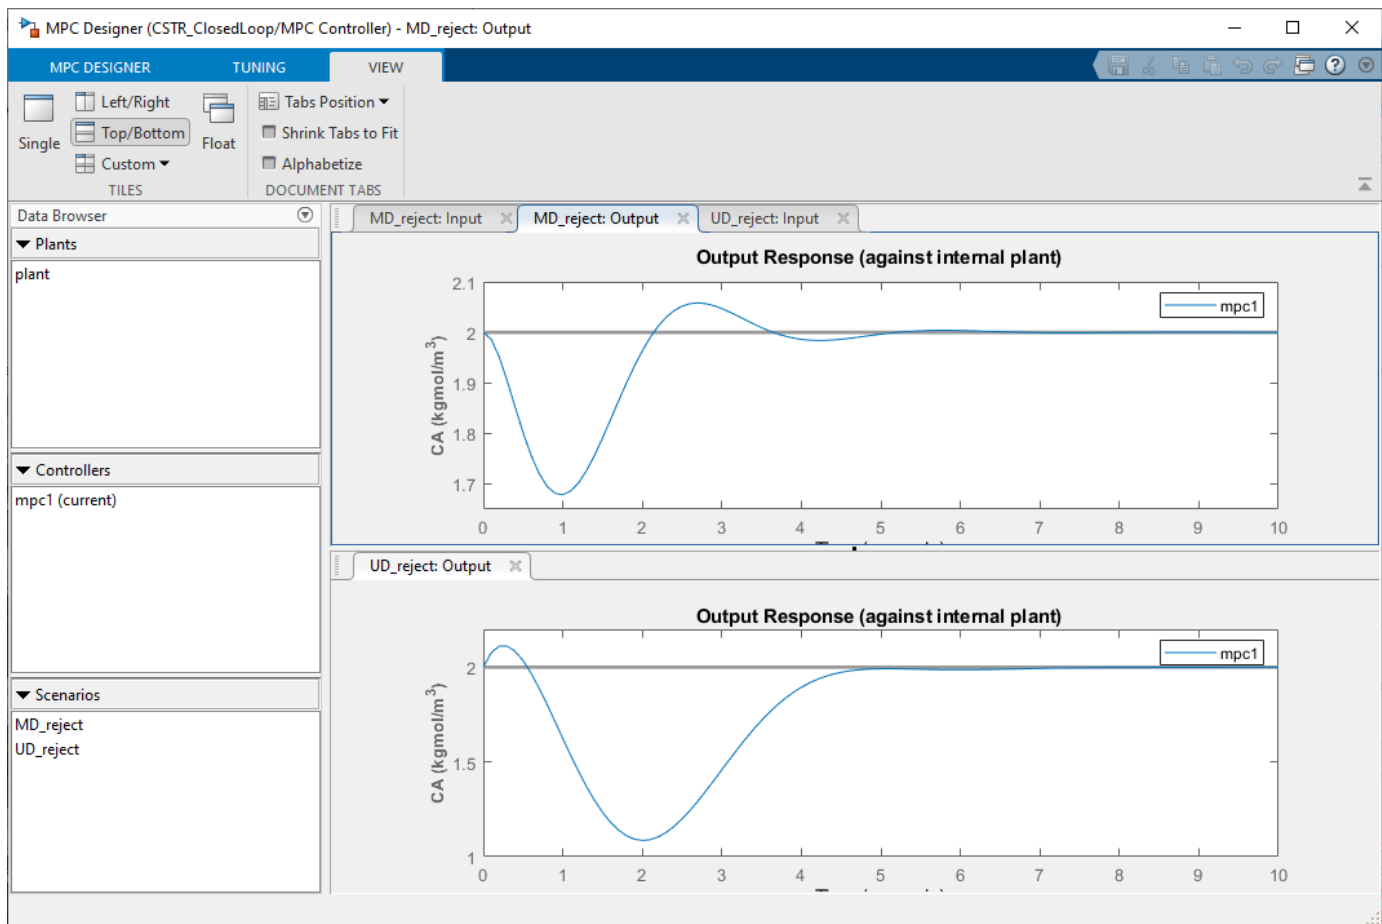 MPC Designer (CSTR_ClosedLoop/MPC Controller) - MD_reject: Output
MPC DESIGNER TUNING VIEW
Single
Left/Right
Top/Bottom
Custom
Float
TILES
Tabs Position
Shrink Tabs to Fit
Alphabetize
DOCUMENT TABS
Data Browser
Plants
plant
Controllers
mpc1 (current)
Scenarios
MD_reject
UD_reject
MD_reject: Input MD_reject: Output UD_reject: Input
Output Response (against internal plant)
mpc1
CA (kgmol/m³)
2.1
2
1.9
1.8
1.7
0 1 2 3 4 5 6 7 8 9 10
UD_reject: Output
Output Response (against internal plant)
mpc1
CA (kgmol/m³)
2
1.5
1
0 1 2 3 4 5 6 7 8 9 10